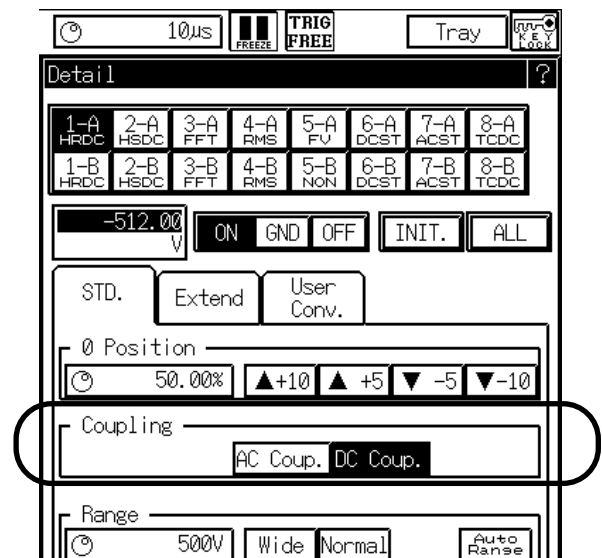 10µs FREEZE TRIG FREE Tray KEY LOCK
Detail ?
1-A HRDC 2-A HSDC 3-A FFT 4-A RMS 5-A FV 6-A DCST 7-A ACST 8-A TCDC
1-B HRDC 2-B HSDC 3-B FFT 4-B RMS 5-B NON 6-B DCST 7-B ACST 8-B TCDC
-512.00 V ON GND OFF INIT. ALL
STD. Extend User Conv.
0 Position
50.00% ▲+10 ▲ +5 ▼ -5 ▼-10
Coupling
AC Coup. DC Coup.
Range
500V Wide Normal Auto Range